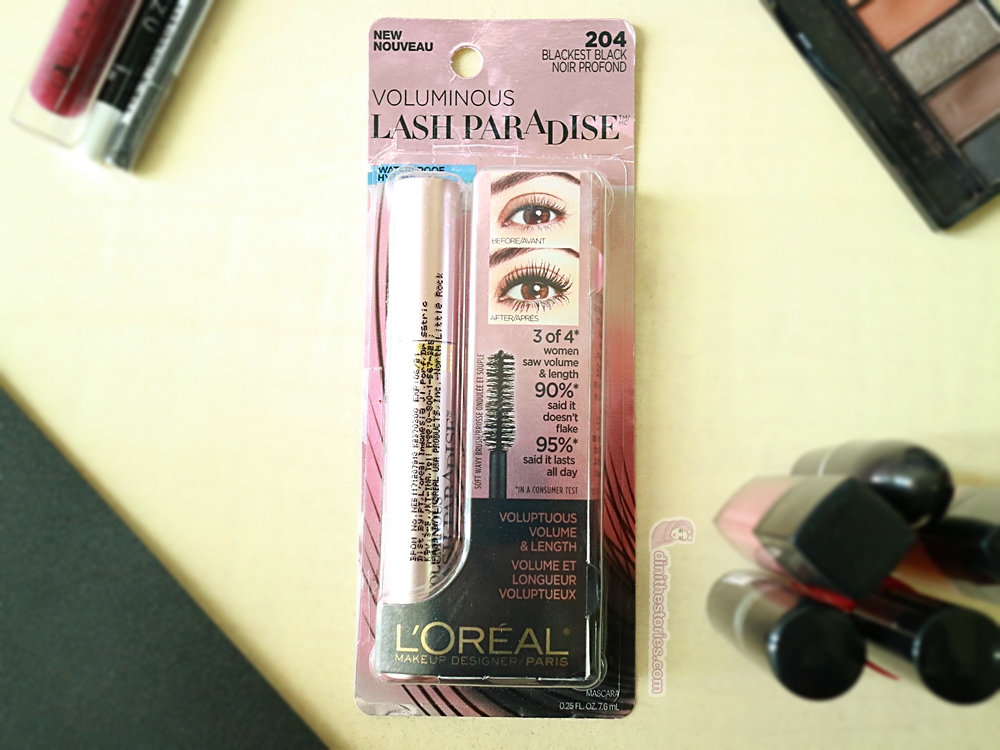 NEW
NOUVEAU
204
BLACKEST BLACK
NOIR PROFOND
VOLUMINOUS
LASH PARADISE™/MC
BEFORE/AVANT
AFTER/APRÈS
3 of 4*
women
saw volume
& length
90%*
said it
doesn't
flake
95%*
said it lasts
all day
*IN A CONSUMER TEST
SOFT WAVY BRUSH/BROSSE ONDULÉE ET SOUPLE
VOLUPTUOUS
VOLUME
& LENGTH
VOLUME ET
LONGUEUR
VOLUPTUEUX
PARADISE
L'ORÉAL®
MAKEUP DESIGNER/PARIS
MASCARA
0.25 FL. OZ. 7.6 mL
dinithestories.com